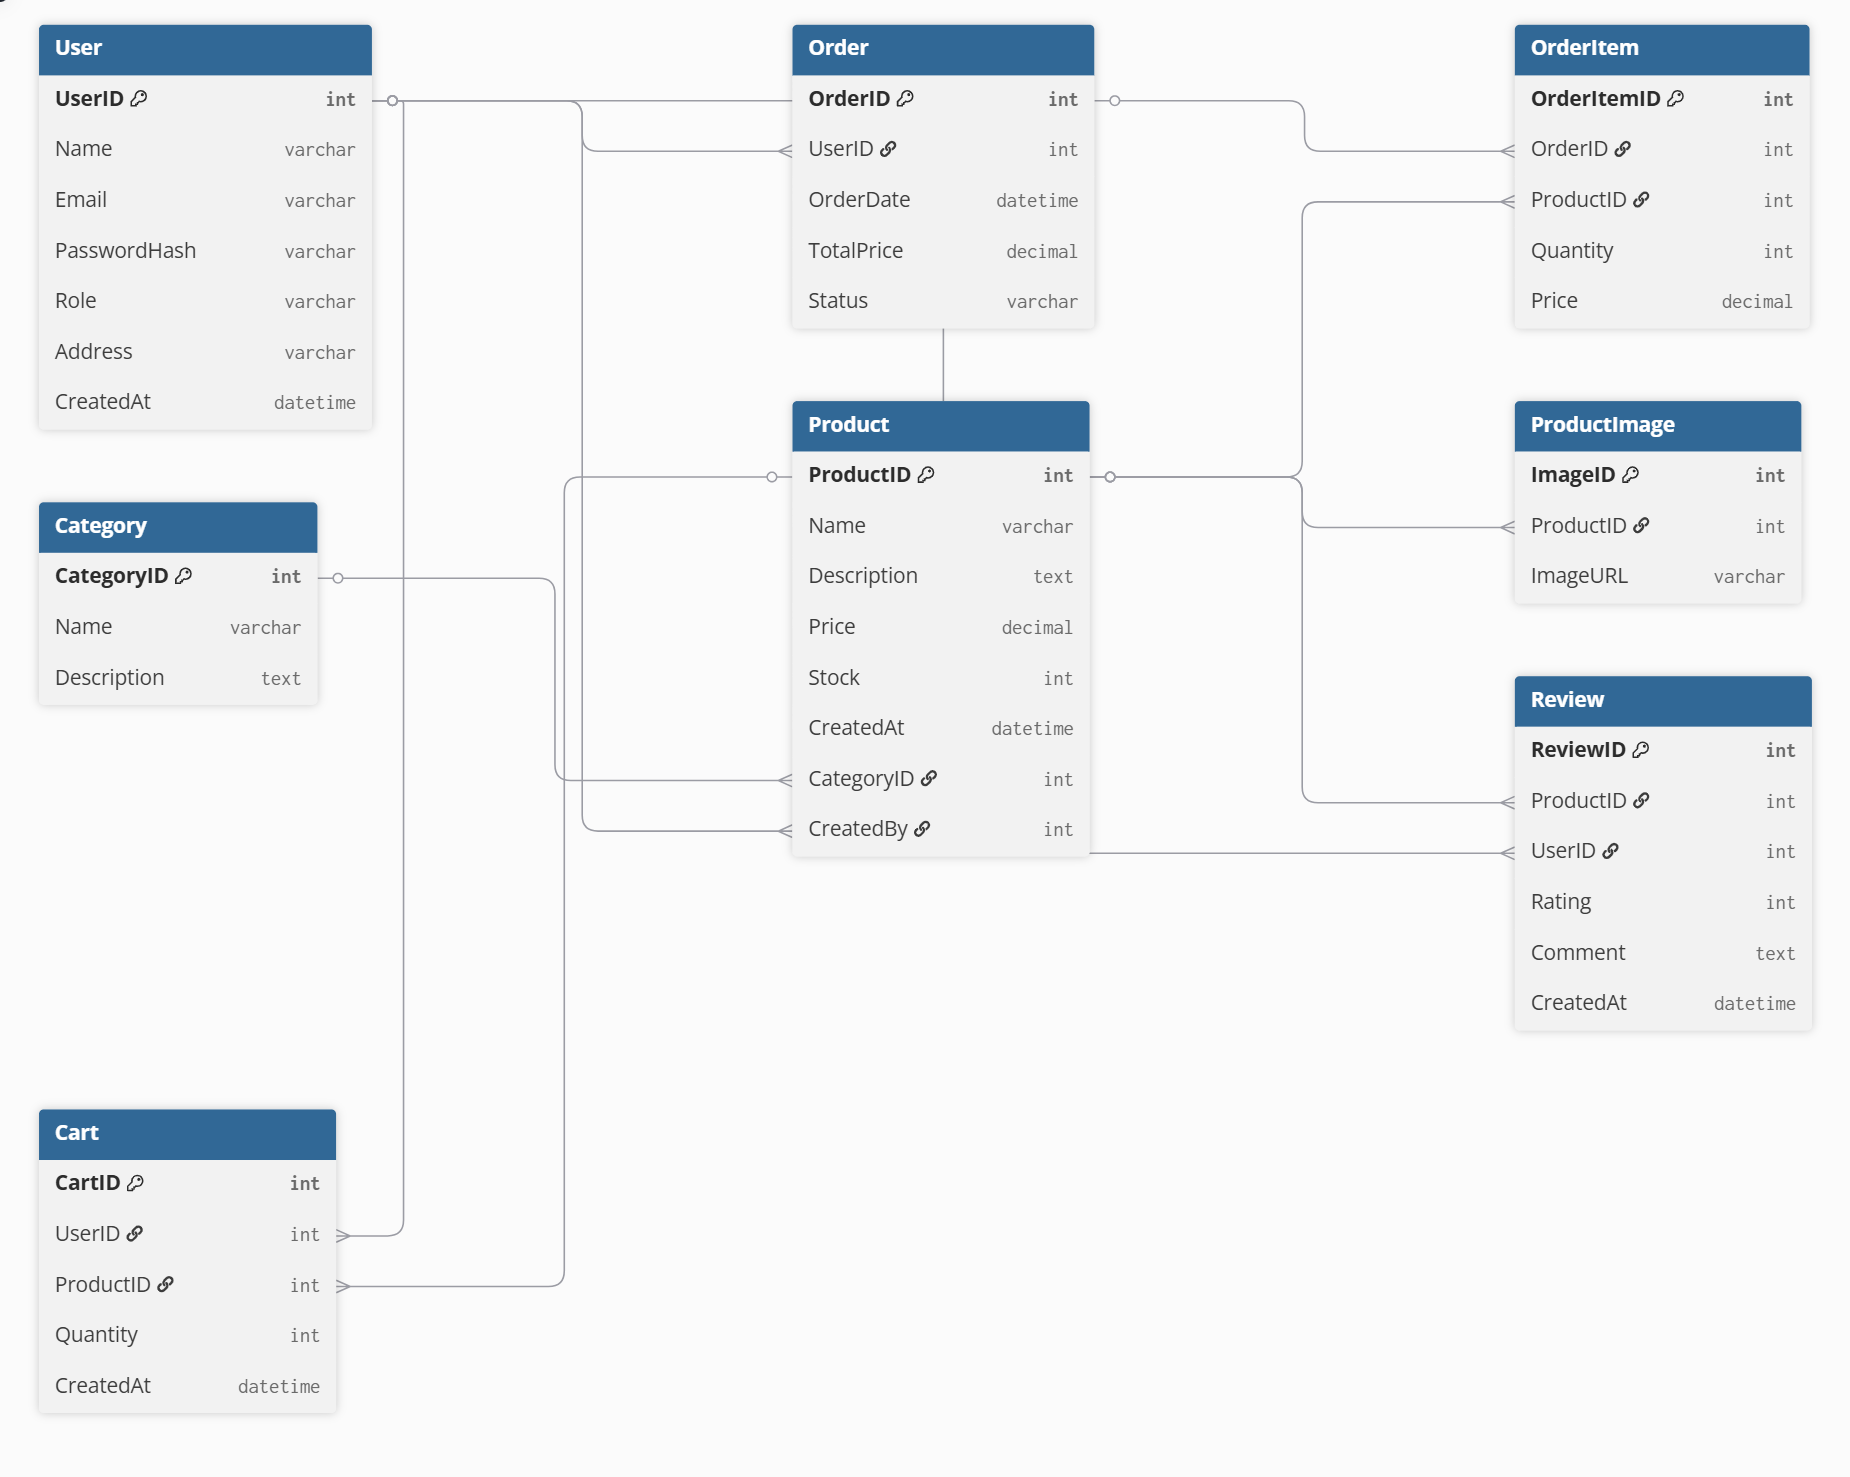 User
UserID int
Name varchar
Email varchar
PasswordHash varchar
Role varchar
Address varchar
CreatedAt datetime
Order
OrderID int
UserID int
OrderDate datetime
TotalPrice decimal
Status varchar
OrderItem
OrderItemID int
OrderID int
ProductID int
Quantity int
Price decimal
Category
CategoryID int
Name varchar
Description text
Product
ProductID int
Name varchar
Description text
Price decimal
Stock int
CreatedAt datetime
CategoryID int
CreatedBy int
ProductImage
ImageID int
ProductID int
ImageURL varchar
Review
ReviewID int
ProductID int
UserID int
Rating int
Comment text
CreatedAt datetime
Cart
CartID int
UserID int
ProductID int
Quantity int
CreatedAt datetime